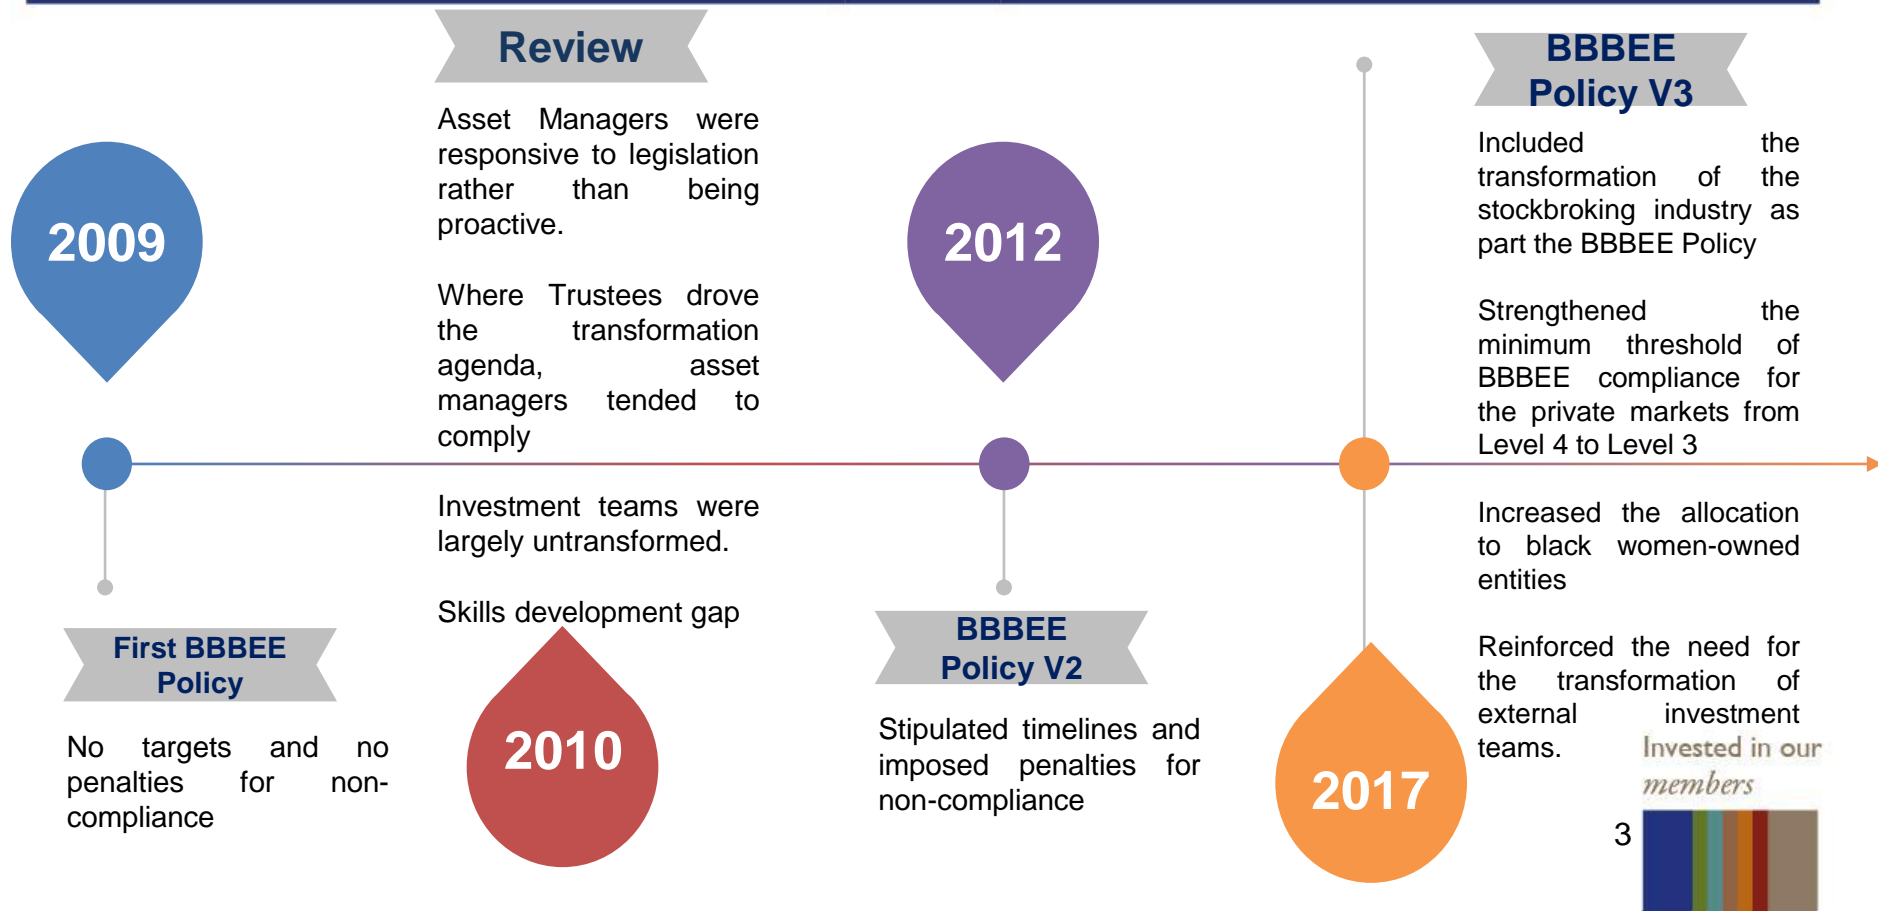 2009
First BBBEE
Policy
No targets and no
penalties for non-
compliance
Review
Asset Managers were
responsive to legislation
rather than being
proactive.
Where Trustees drove
the transformation
agenda, asset
managers tended to
comply
Investment teams were
largely untransformed.
Skills development gap
2010
2012
BBBEE
Policy V2
Stipulated timelines and
imposed penalties for
non-compliance
BBBEE
Policy V3
Included the
transformation of the
stockbroking industry as
part the BBBEE Policy
Strengthened the
minimum threshold of
BBBEE compliance for
the private markets from
Level 4 to Level 3
Increased the allocation
to black women-owned
entities
Reinforced the need for
the transformation of
external investment
teams.
2017
Invested in our
members
3